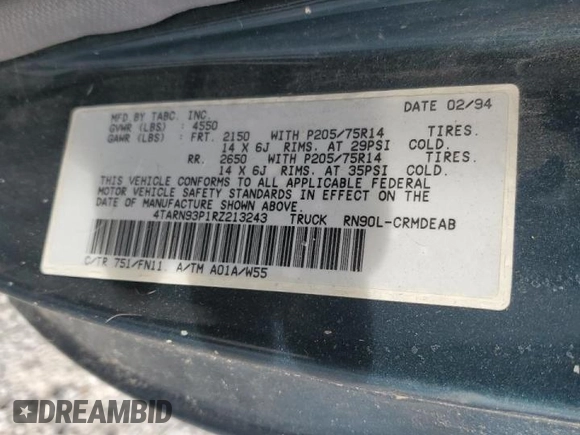 MFD. BY TABC, INC. DATE 02/94
GVWR (LBS) : 4550
GAWR (LBS) : FRT. 2150 WITH P205/75R14 TIRES.
14 X 6J RIMS. AT 29PSI COLD.
RR. 2650 WITH P205/75R14 TIRES.
14 X 6J RIMS. AT 35PSI COLD.
THIS VEHICLE CONFORMS TO ALL APPLICABLE FEDERAL
MOTOR VEHICLE SAFETY STANDARDS IN EFFECT ON THE
DATE OF MANUFACTURE SHOWN ABOVE.
4TARN93P1RZ213243 TRUCK RN90L-CRMDEAB
C/TR 751/FN11. A/TM A01A/W55
DREAMBID